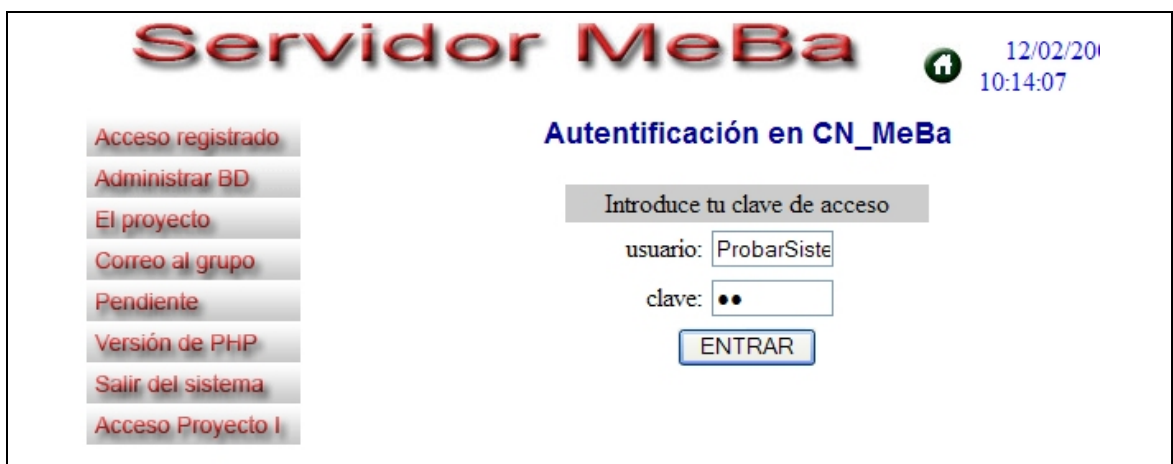 Servidor MeBa
12/02/20
10:14:07
Acceso registrado
Administrar BD
El proyecto
Correo al grupo
Pendiente
Versión de PHP
Salir del sistema
Acceso Proyecto I
Autentificación en CN_MeBa
Introduce tu clave de acceso
usuario: ProbarSiste
clave: ●●
ENTRAR